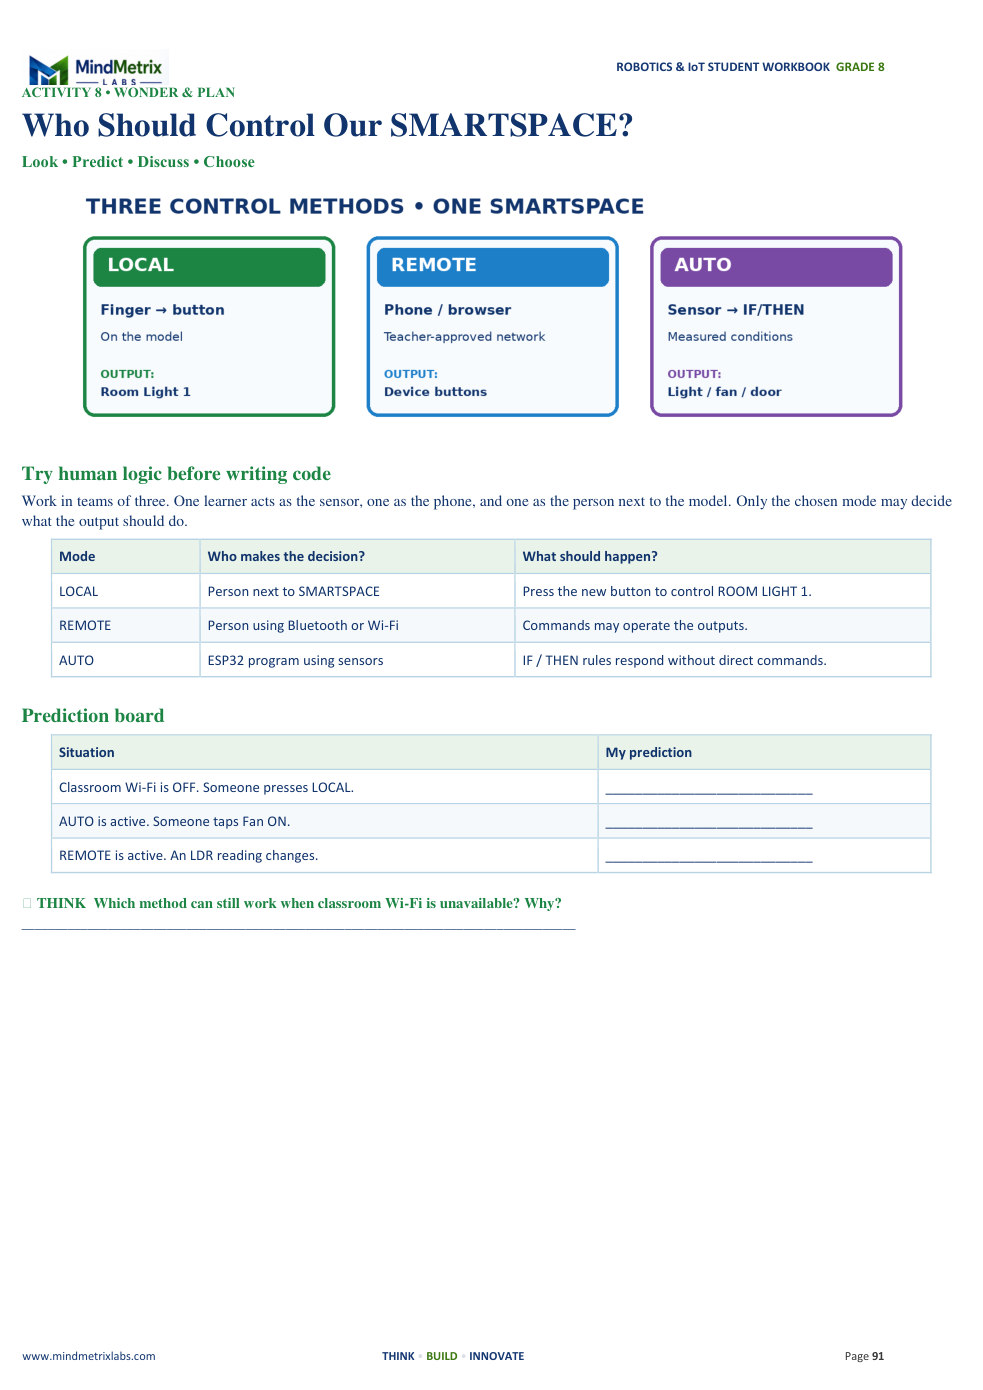 MindMetrix
LABS
ROBOTICS & IoT STUDENT WORKBOOK GRADE 8
ACTIVITY 8 • WONDER & PLAN
Who Should Control Our SMARTSPACE?
Look • Predict • Discuss • Choose
THREE CONTROL METHODS • ONE SMARTSPACE
LOCAL
Finger → button
On the model
OUTPUT:
Room Light 1
REMOTE
Phone / browser
Teacher-approved network
OUTPUT:
Device buttons
AUTO
Sensor → IF/THEN
Measured conditions
OUTPUT:
Light / fan / door
Try human logic before writing code
Work in teams of three. One learner acts as the sensor, one as the phone, and one as the person next to the model. Only the chosen mode may decide
what the output should do.
Mode Who makes the decision? What should happen?
LOCAL Person next to SMARTSPACE Press the new button to control ROOM LIGHT 1.
REMOTE Person using Bluetooth or Wi-Fi Commands may operate the outputs.
AUTO ESP32 program using sensors IF / THEN rules respond without direct commands.
Prediction board
Situation My prediction
Classroom Wi-Fi is OFF. Someone presses LOCAL. ____________________________
AUTO is active. Someone taps Fan ON. ____________________________
REMOTE is active. An LDR reading changes. ____________________________
THINK Which method can still work when classroom Wi-Fi is unavailable? Why?
______________________________________________________________________________
www.mindmetrixlabs.com THINK • BUILD • INNOVATE Page 91